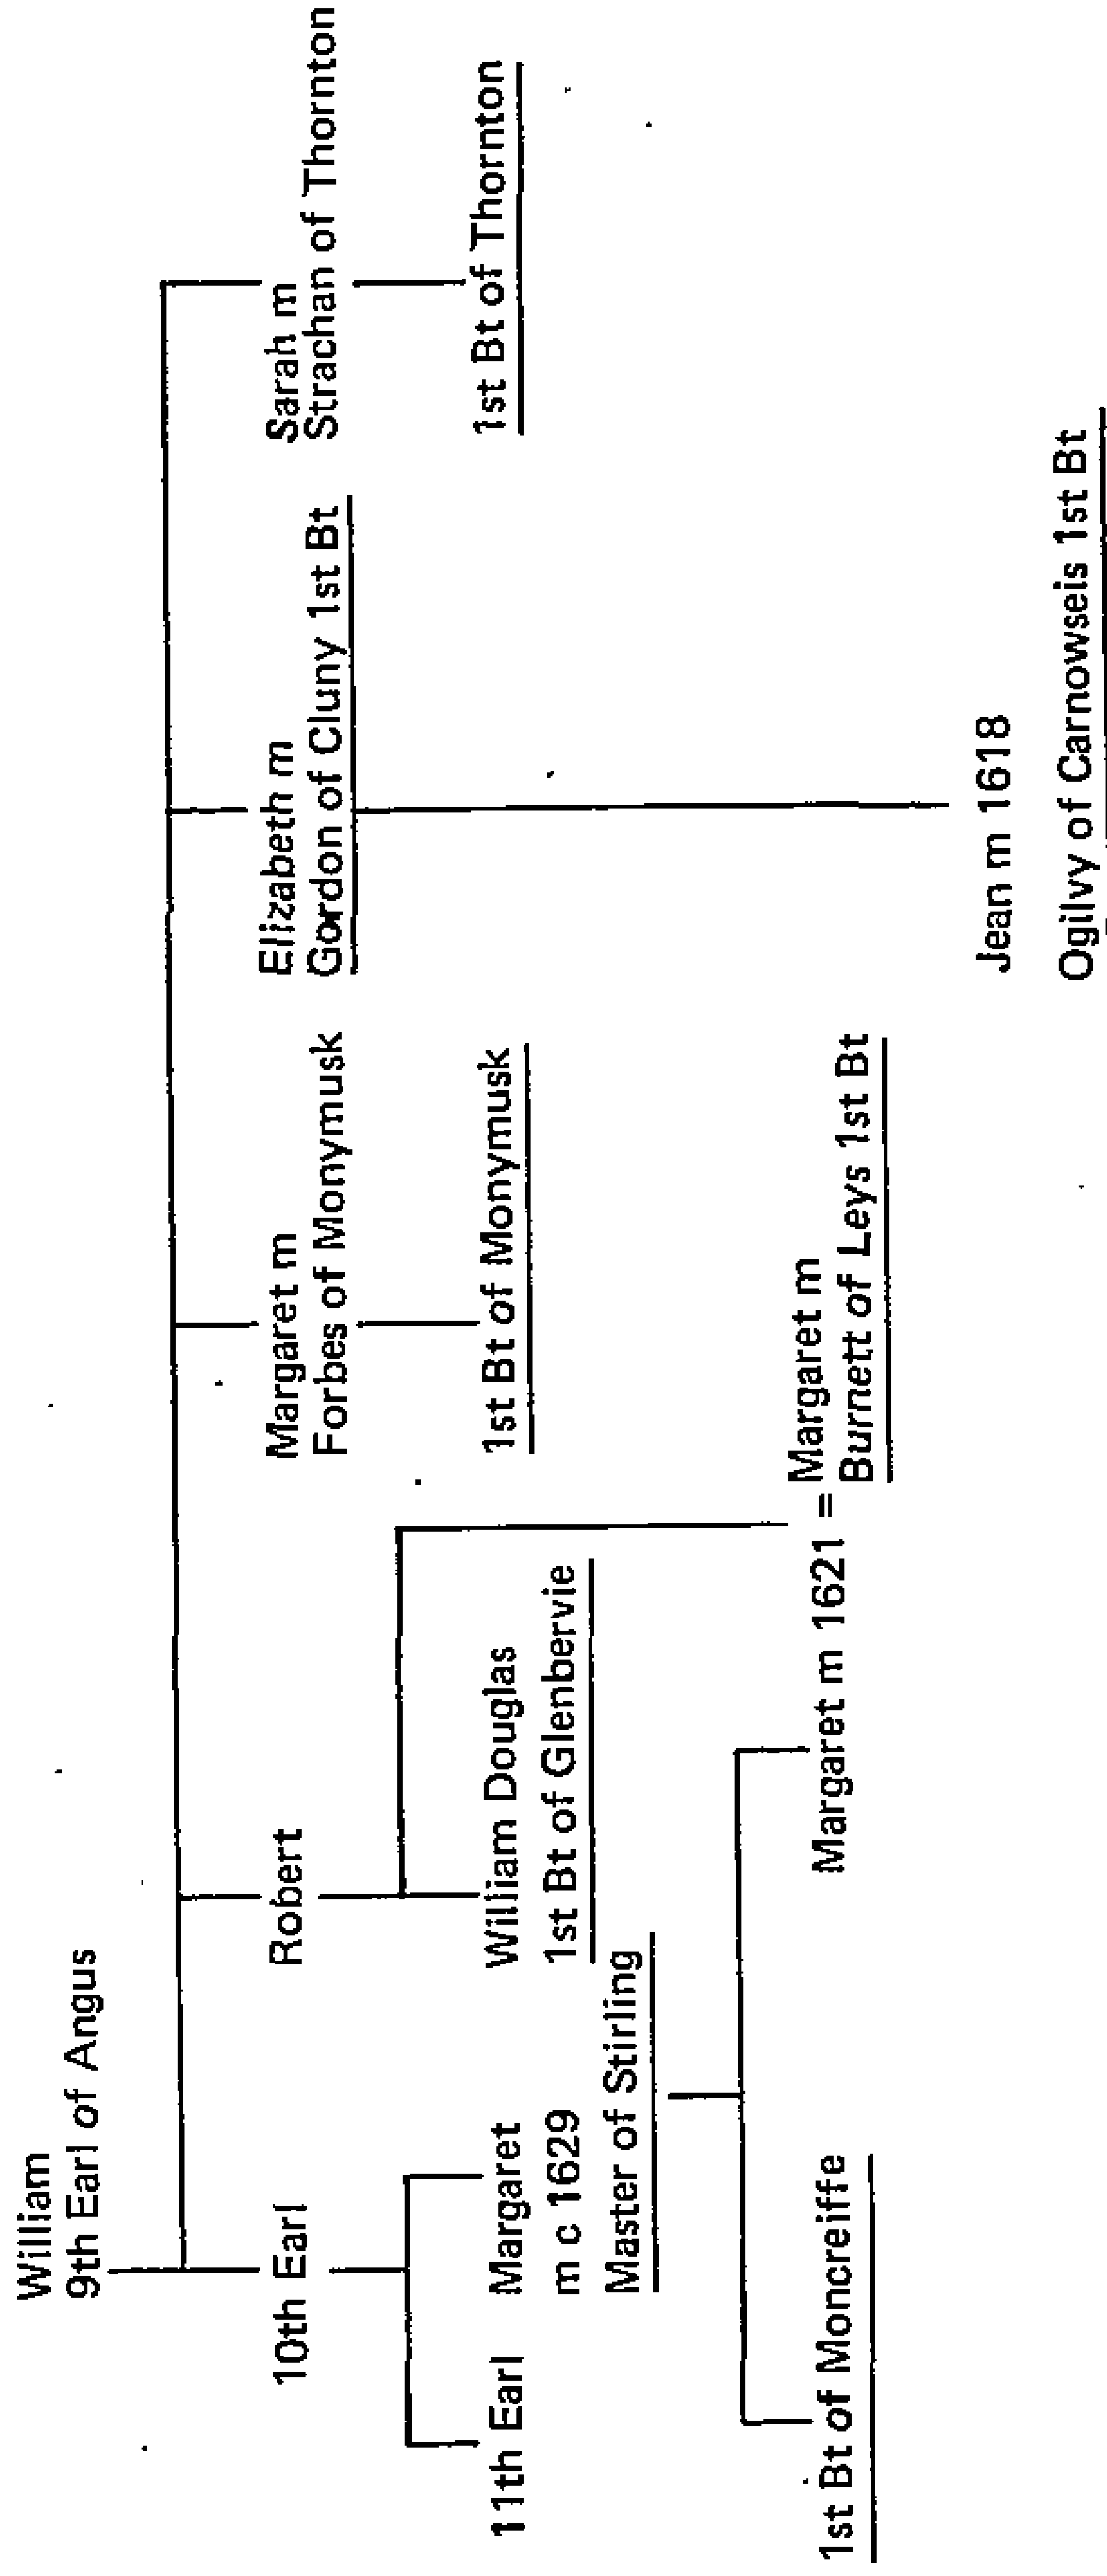 William
9th Earl of Angus
10th Earl
Robert
Margaret m
Forbes of Monymusk
Elizabeth m
Gordon of Cluny 1st Bt
Sarah m
Strachan of Thornton
11th Earl
Margaret
m c 1629
Master of Stirling
William Douglas
1st Bt of Glenbervie
1st Bt of Monymusk
1st Bt of Thornton
1st Bt of Moncreiffe
Margaret m 1621 =
Margaret m
Burnett of Leys 1st Bt
Jean m 1618
Ogilvy of Carnowseis 1st Bt